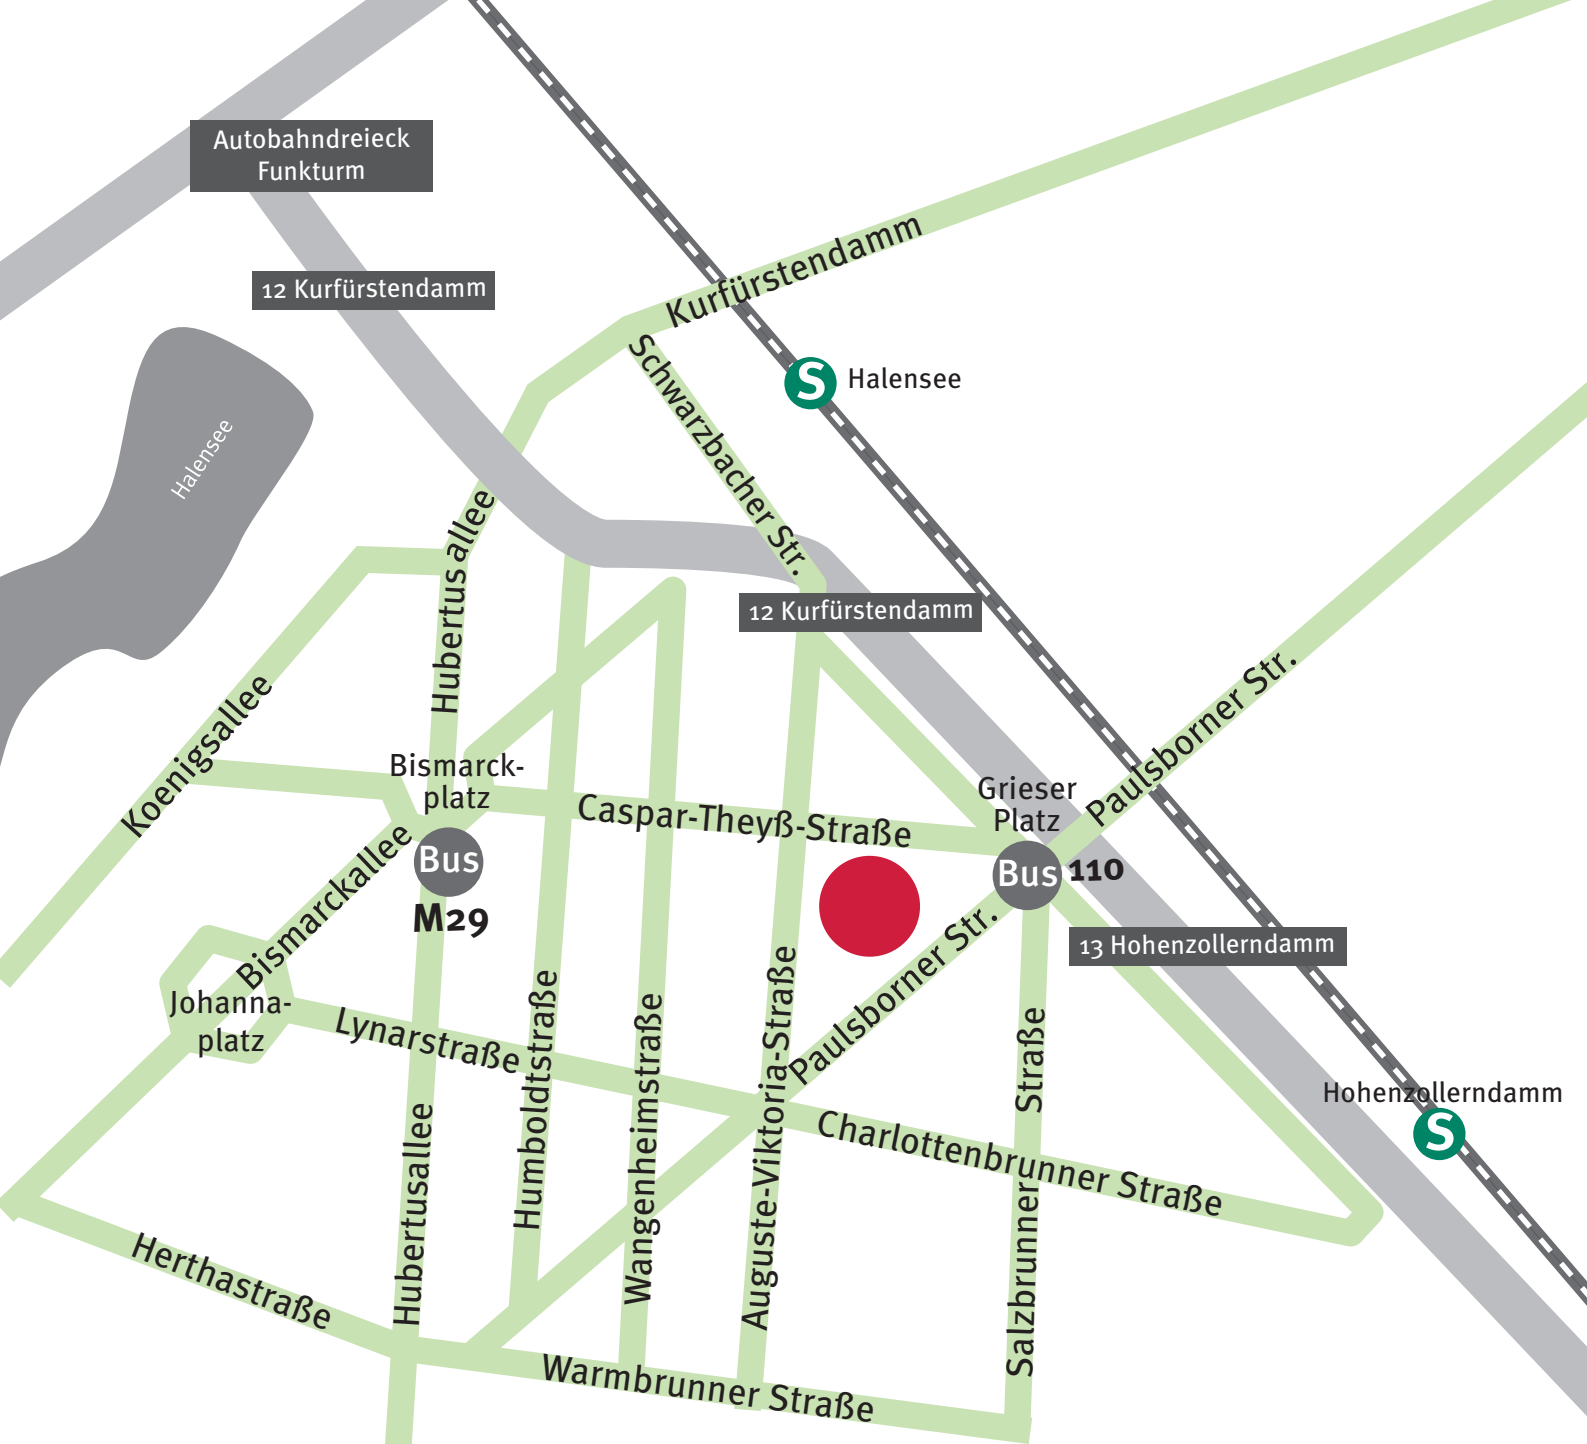 Autobahndreieck
Funkturm
12 Kurfürstendamm
Kurfürstendamm
Schwarzbacher Str.
S
Halensee
Halensee
Hubertusallee
12 Kurfürstendamm
Koenigsallee
Paulsborner Str.
Bismarck-
platz
Caspar-Theyß-Straße
Grieser
Platz
Bus
M29
Bus
110
Bismarckallee
13 Hohenzollerndamm
Paulsborner Str.
Johanna-
platz
Lynarstraße
Humboldtstraße
Wangenheimstraße
Auguste-Viktoria-Straße
Salzbrunner Straße
Charlottenbrunner Straße
Hohenzollerndamm
S
Hubertusallee
Herthastraße
Warmbrunner Straße